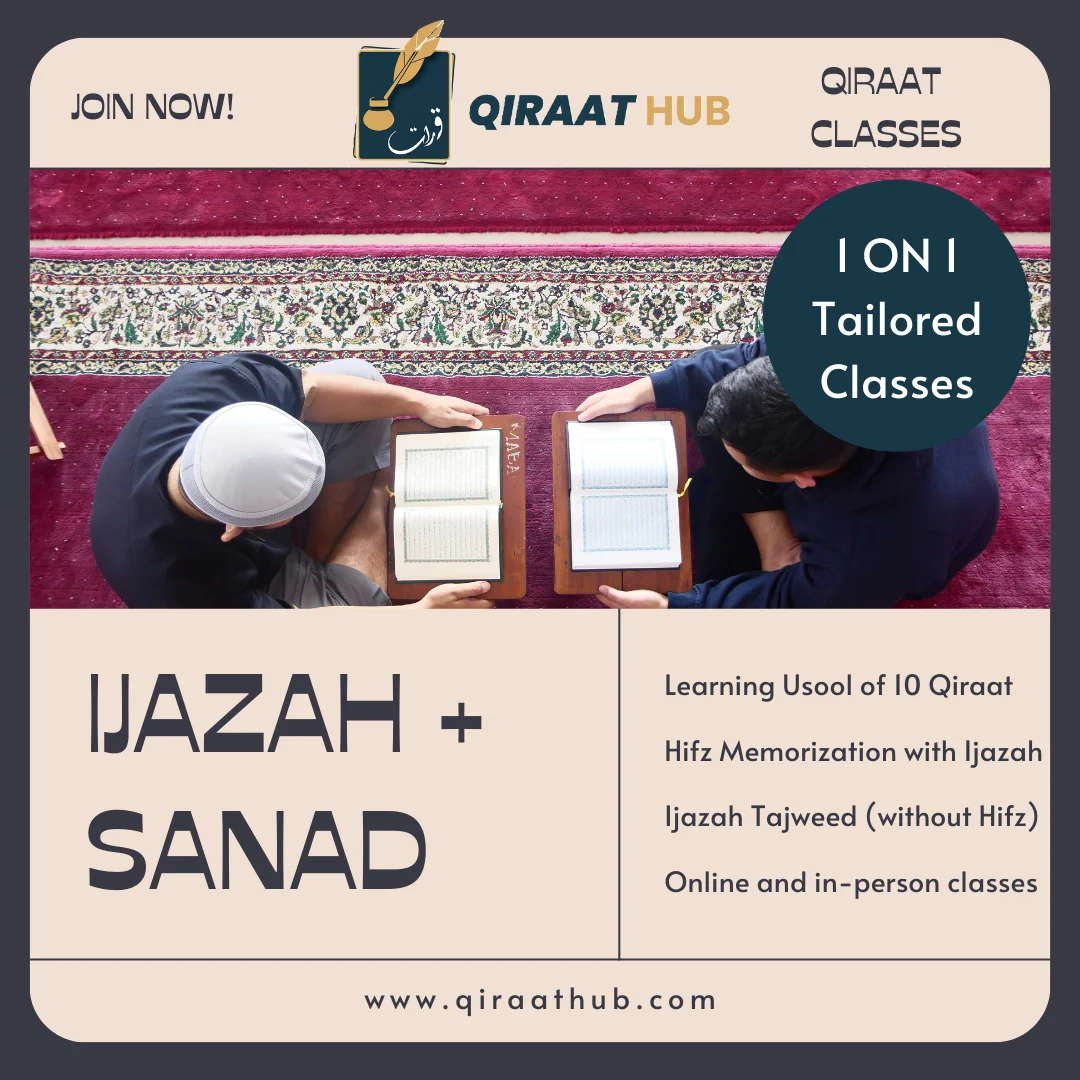 JOIN NOW!
QIRAAT HUB
QIRAAT
CLASSES
1 ON 1
Tailored
Classes
IJAZAH +
SANAD
Learning Usool of 10 Qiraat
Hifz Memorization with Ijazah
Ijazah Tajweed (without Hifz)
Online and in-person classes
www.qiraathub.com